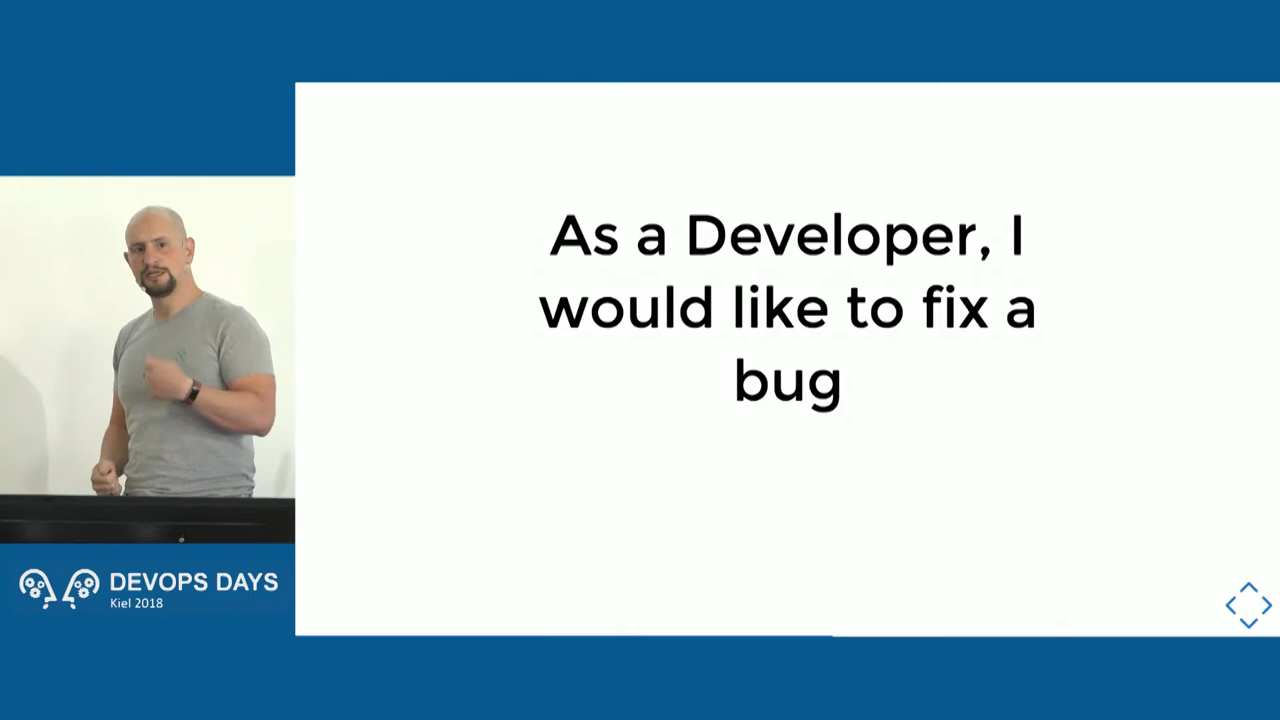 As a Developer, I
would like to fix a
bug
DEVOPS DAYS
Kiel 2018